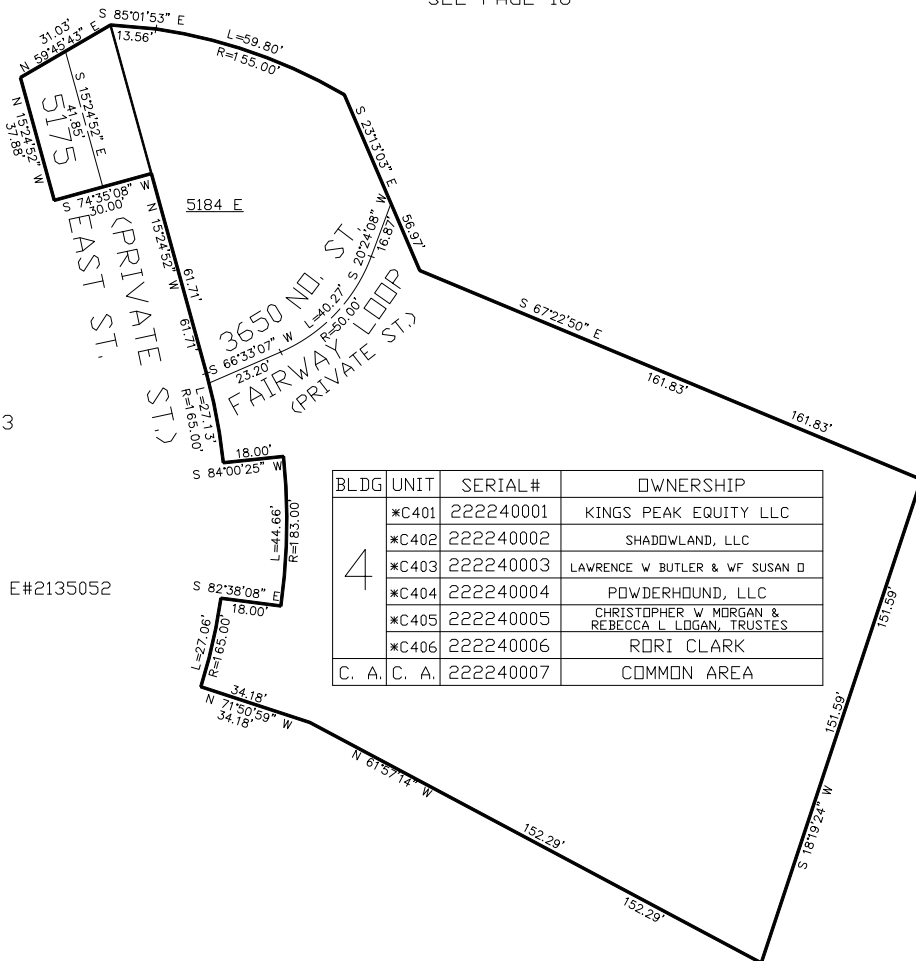 SEE PAGE 10
S 85°01'53" E
13.56'
L=59.80'
R=155.00'
31.03'
N 59°45'43" E
N 15°24'52" W
37.88'
5175
S 15°24'52" E
41.85'
S 74°35'08" W
30.00'
S 23°13'03" E
56.97'
5184 E
N 15°24'52" W
61.71'
61.71'
EAST ST.
(PRIVATE ST.)
3650 NO. ST.
FAIRWAY LOOP
(PRIVATE ST.)
S 20°24'08" W
16.87'
L=40.27'
R=50.00'
S 66°33'07" W
23.20'
S 67°22'50" E
161.83'
161.83'
L=27.13'
R=165.00'
3
18.00'
S 84°00'25" W
L=44.66'
R=183.00'
E#2135052
S 82°38'08" E
18.00'
L=27.06'
R=165.00'
34.18'
N 71°50'59" W
34.18'
BLDG UNIT SERIAL# OWNERSHIP
4
*C401 222240001 KINGS PEAK EQUITY LLC
*C402 222240002 SHADOWLAND, LLC
*C403 222240003 LAWRENCE W BUTLER & WF SUSAN O
*C404 222240004 POWDERHOUND, LLC
*C405 222240005 CHRISTOPHER W MORGAN &
REBECCA L LOGAN, TRUSTES
*C406 222240006 RORI CLARK
C. A. C. A. 222240007 COMMON AREA
151.59'
151.59'
S 18°19'24" W
N 61°57'14" W
152.29'
152.29'